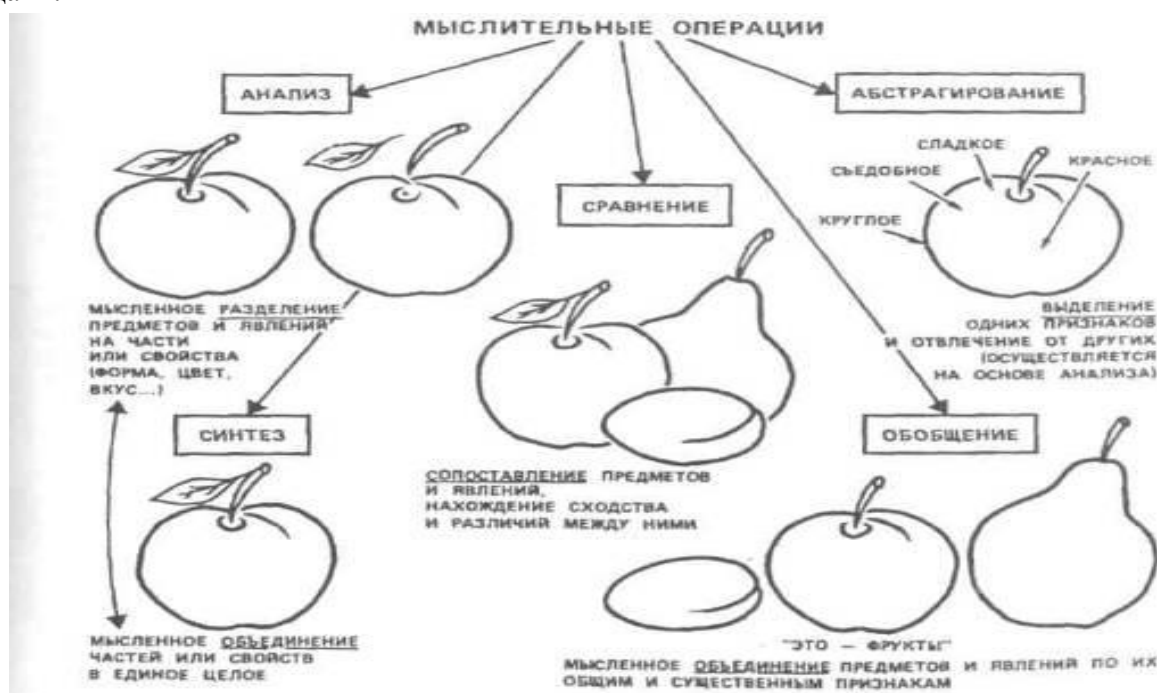 МЫСЛИТЕЛЬНЫЕ ОПЕРАЦИИ
АНАЛИЗ
АБСТРАГИРОВАНИЕ
СЛАДКОЕ
КРАСНОЕ
СЪЕДОБНОЕ
КРУГЛОЕ
СРАВНЕНИЕ
МЫСЛЕННОЕ РАЗДЕЛЕНИЕ
ПРЕДМЕТОВ И ЯВЛЕНИЙ
НА ЧАСТИ
ИЛИ СВОЙСТВА
(ФОРМА, ЦВЕТ,
ВКУС...)
ВЫДЕЛЕНИЕ
ОДНИХ ПРИЗНАКОВ
И ОТВЛЕЧЕНИЕ ОТ ДРУГИХ
(ОСУЩЕСТВЛЯЕТСЯ
НА ОСНОВЕ АНАЛИЗА)
СИНТЕЗ
ОБОБЩЕНИЕ
СОПОСТАВЛЕНИЕ ПРЕДМЕТОВ
И ЯВЛЕНИЙ,
НАХОЖДЕНИЕ СХОДСТВА
И РАЗЛИЧИЙ МЕЖДУ НИМИ
МЫСЛЕННОЕ ОБЪЕДИНЕНИЕ
ЧАСТЕЙ ИЛИ СВОЙСТВ
В ЕДИНОЕ ЦЕЛОЕ
"ЭТО — ФРУКТЫ"
МЫСЛЕННОЕ ОБЪЕДИНЕНИЕ ПРЕДМЕТОВ И ЯВЛЕНИЙ ПО ИХ
ОБЩИМ И СУЩЕСТВЕННЫМ ПРИЗНАКАМ